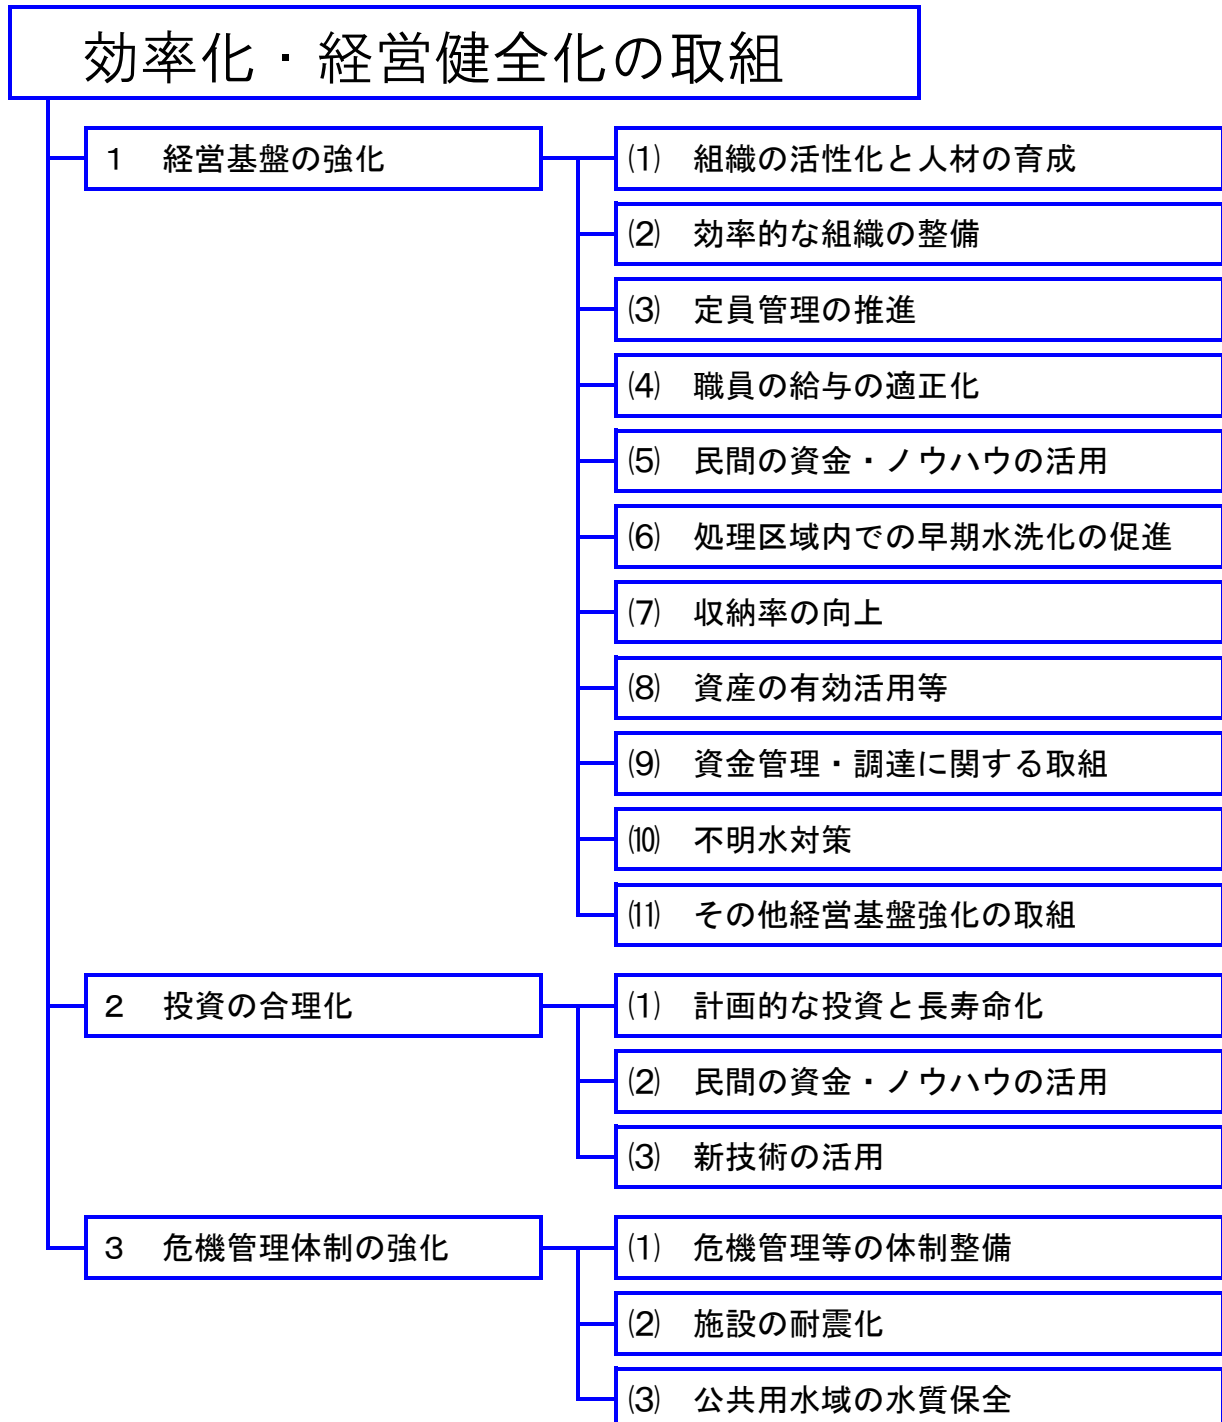 効率化・経営健全化の取組
1 経営基盤の強化
⑴ 組織の活性化と人材の育成
⑵ 効率的な組織の整備
⑶ 定員管理の推進
⑷ 職員の給与の適正化
⑸ 民間の資金・ノウハウの活用
⑹ 処理区域内での早期水洗化の促進
⑺ 収納率の向上
⑻ 資産の有効活用等
⑼ 資金管理・調達に関する取組
⑽ 不明水対策
⑾ その他経営基盤強化の取組
2 投資の合理化
⑴ 計画的な投資と長寿命化
⑵ 民間の資金・ノウハウの活用
⑶ 新技術の活用
3 危機管理体制の強化
⑴ 危機管理等の体制整備
⑵ 施設の耐震化
⑶ 公共用水域の水質保全